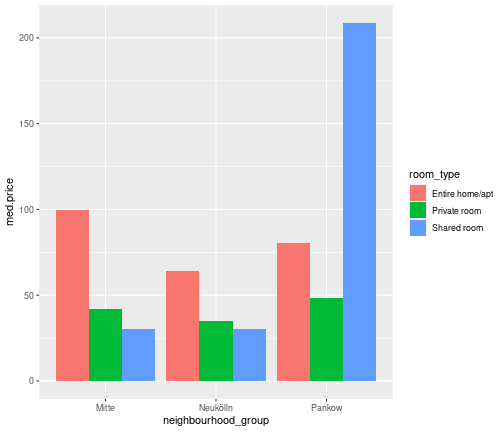 200
150
100
50
0
med.price
Mitte
Neukölln
Pankow
neighbourhood_group
room_type
Entire home/apt
Private room
Shared room